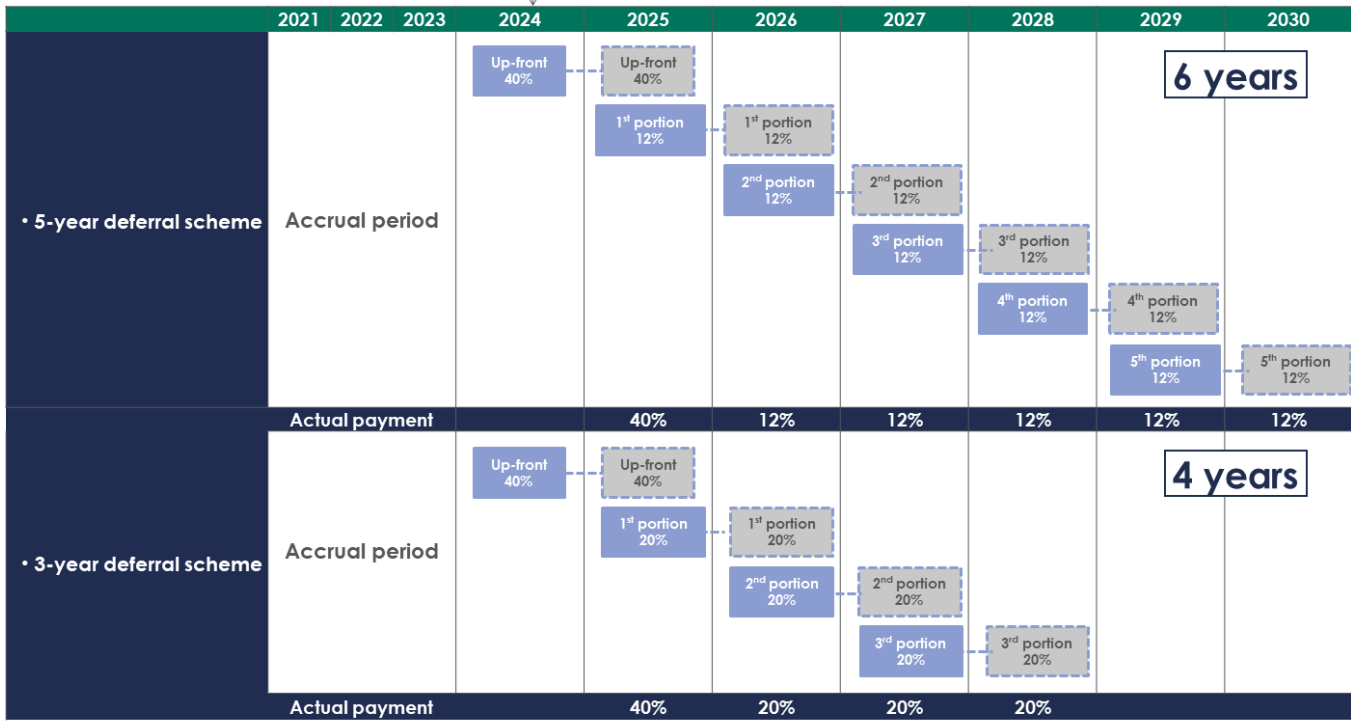 2021 2022 2023 2024 2025 2026 2027 2028 2029 2030
6 years
Up-front
40%
Up-front
40%
1st portion
12%
1st portion
12%
2nd portion
12%
2nd portion
12%
• 5-year deferral scheme
Accrual period
3rd portion
12%
3rd portion
12%
4th portion
12%
4th portion
12%
5th portion
12%
5th portion
12%
Actual payment 40% 12% 12% 12% 12% 12%
4 years
Up-front
40%
Up-front
40%
1st portion
20%
1st portion
20%
• 3-year deferral scheme
Accrual period
2nd portion
20%
2nd portion
20%
3rd portion
20%
3rd portion
20%
Actual payment 40% 20% 20% 20%